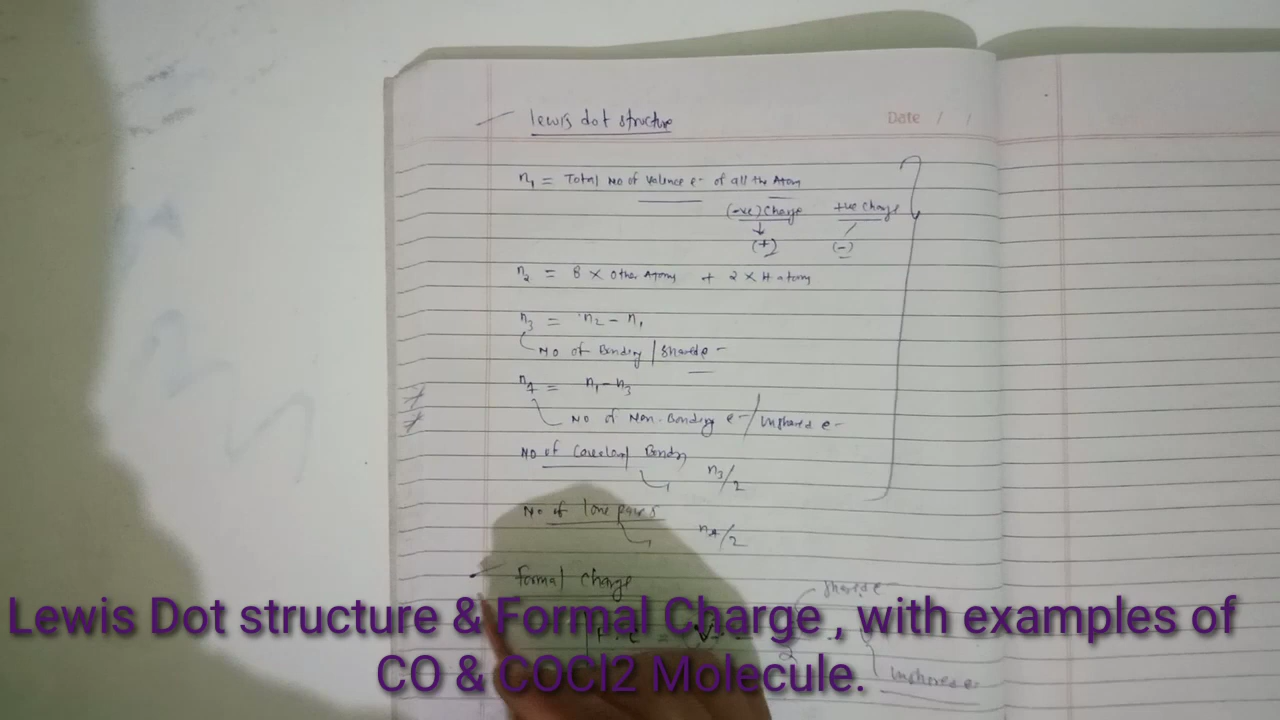 Lewis dot structure
Date / /
n1 = Total No of Valence e- of all the Atom
(-ve) Charge +ve Charge
(+) (-)
n2 = 8 × Other Atoms + 2 × H atoms
n3 = n2 - n1
No of Bonding / Shared e-
n4 = n1 - n3
No of Non-Bonding e- / Unshared e-
No of Covalent Bonds n3/2
No of lone pairs n4/2
Formal Charge
Shared e-
F.C = V.
2
Unshared e-
Lewis Dot structure & Formal Charge , with examples of
CO & COCl2 Molecule.